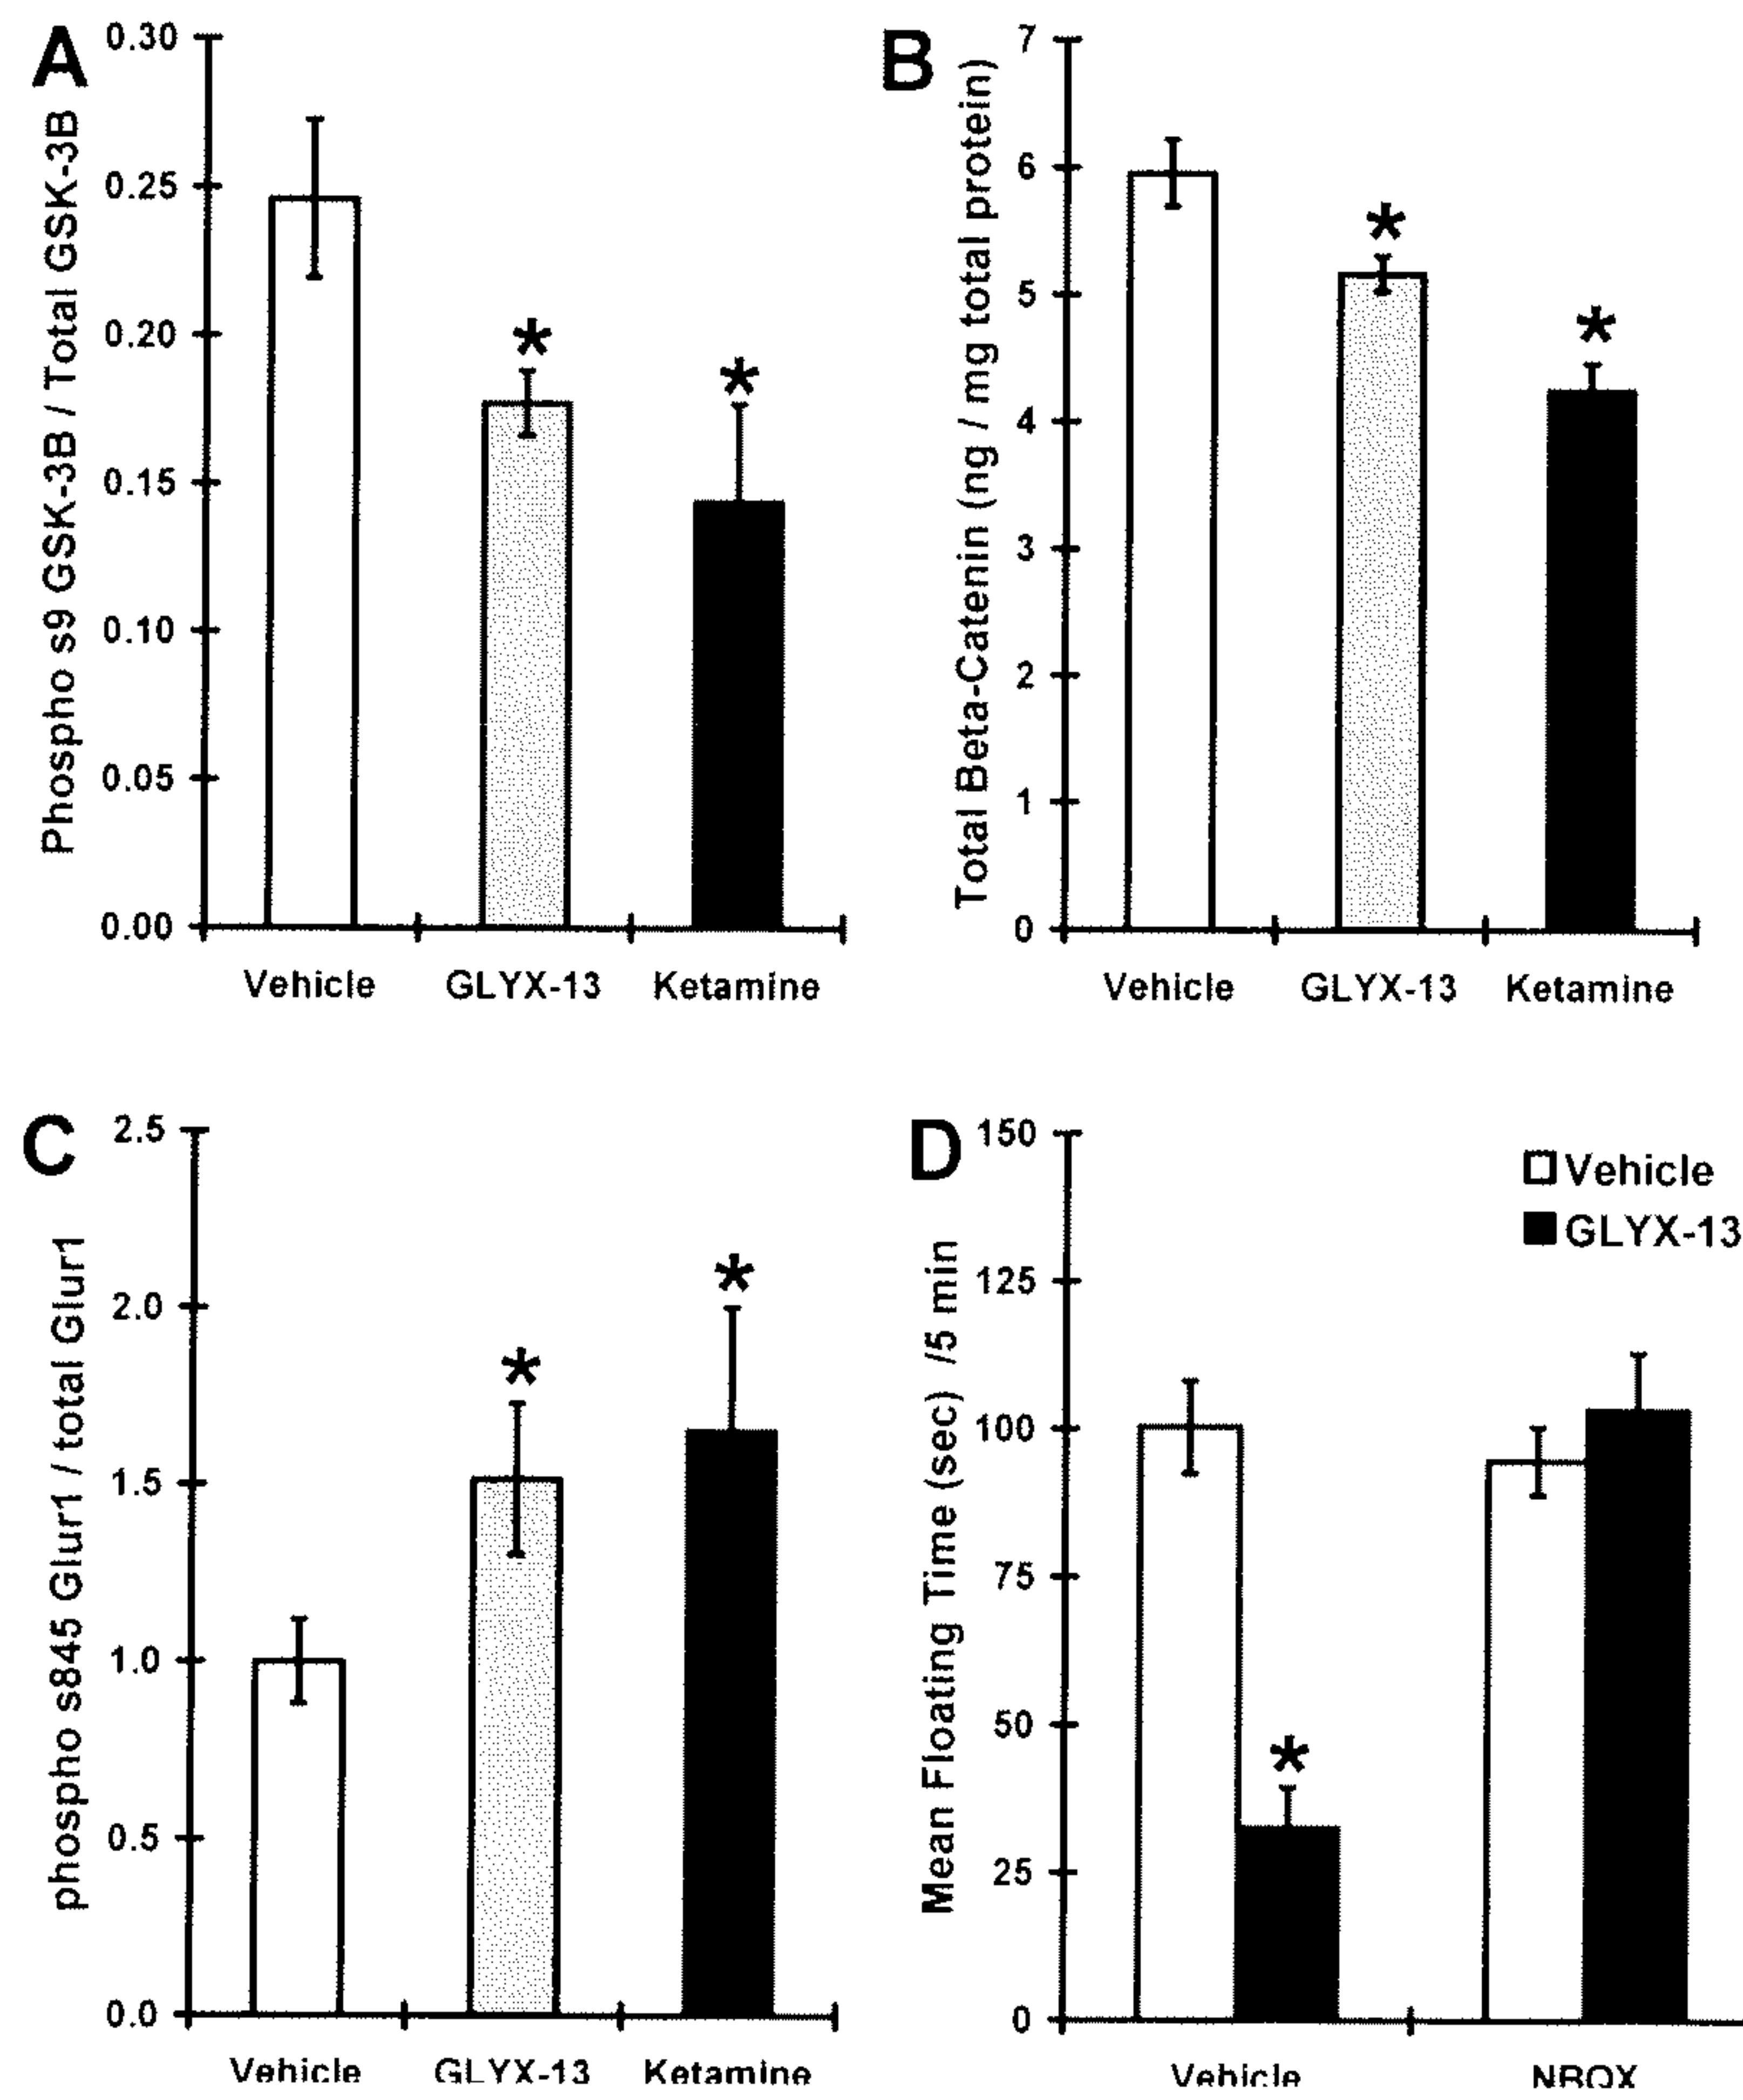 A
Phospho s9 GSK-3B / Total GSK-3B
0.30
0.25
0.20
0.15
0.10
0.05
0.00
*
*
Vehicle GLYX-13 Ketamine
B
Total Beta-Catenin (ng / mg total protein)
7
6
5
4
3
2
1
0
*
*
Vehicle GLYX-13 Ketamine
C
phospho s845 Glur1 / total Glur1
2.5
2.0
1.5
1.0
0.5
0.0
*
*
Vehicle GLYX-13 Ketamine
D
Mean Floating Time (sec) /5 min
150
125
100
75
50
25
0
Vehicle
GLYX-13
*
Vehicle NBQX